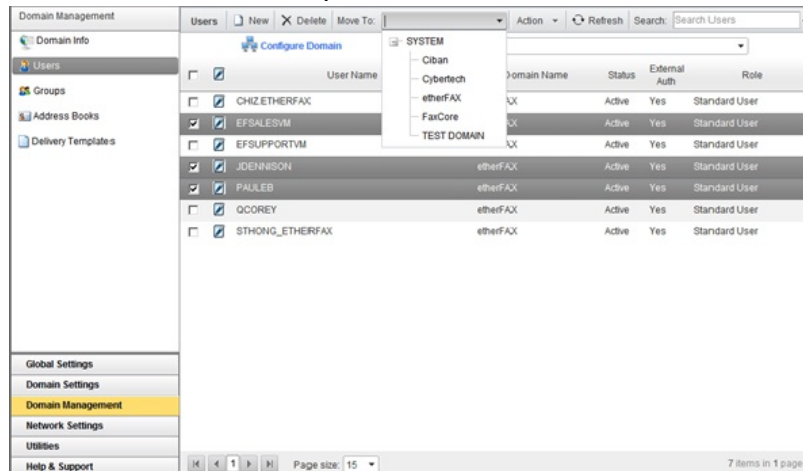 Domain Management
Users New Delete Move To: Action Refresh Search: Search Users
Domain Info
Users
Groups
Address Books
Delivery Templates
Configure Domain
SYSTEM
Ciban
Cybertech
etherFAX
FaxCore
TEST DOMAIN
User Name Domain Name Status External Auth Role
CHIZ.ETHERFAX AX Active Yes Standard User
EFSALESVM AX Active Yes Standard User
EFSUPPORTVM AX Active Yes Standard User
JDENNISON etherFAX Active Yes Standard User
PAULEB etherFAX Active Yes Standard User
QCOREY etherFAX Active Yes Standard User
STHONG_ETHEIRFAX etherFAX Active Yes Standard User
Global Settings
Domain Settings
Domain Management
Network Settings
Utilities
Help & Support
1 Page size: 15 7 items in 1 page